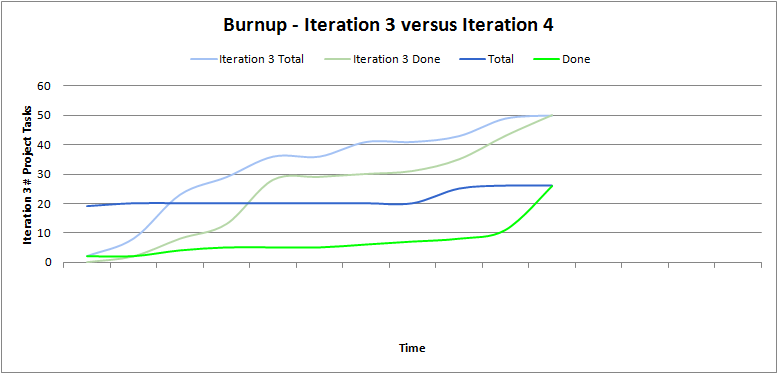 Burnup - Iteration 3 versus Iteration 4
Iteration 3 Total Iteration 3 Done Total Done
Iteration 3 # Project Tasks
60
50
40
30
20
10
0
Time